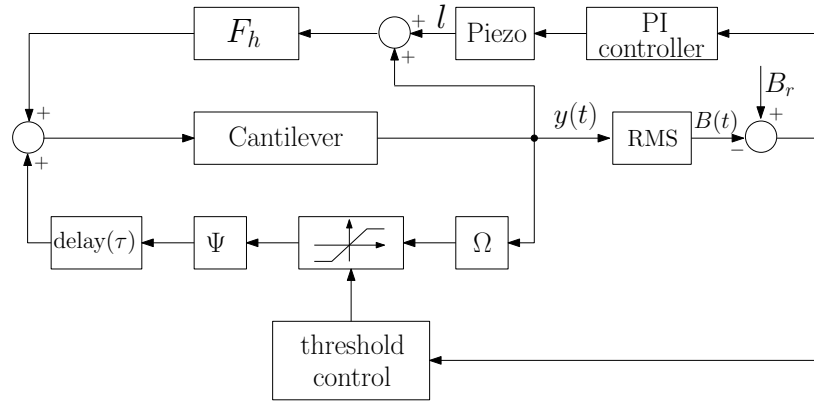 F_h
+
+
l
Piezo
PI
controller
+
+
Cantilever
y(t)
RMS
B(t)
B_r
+
−
delay(τ)
Ψ
Ω
threshold
control